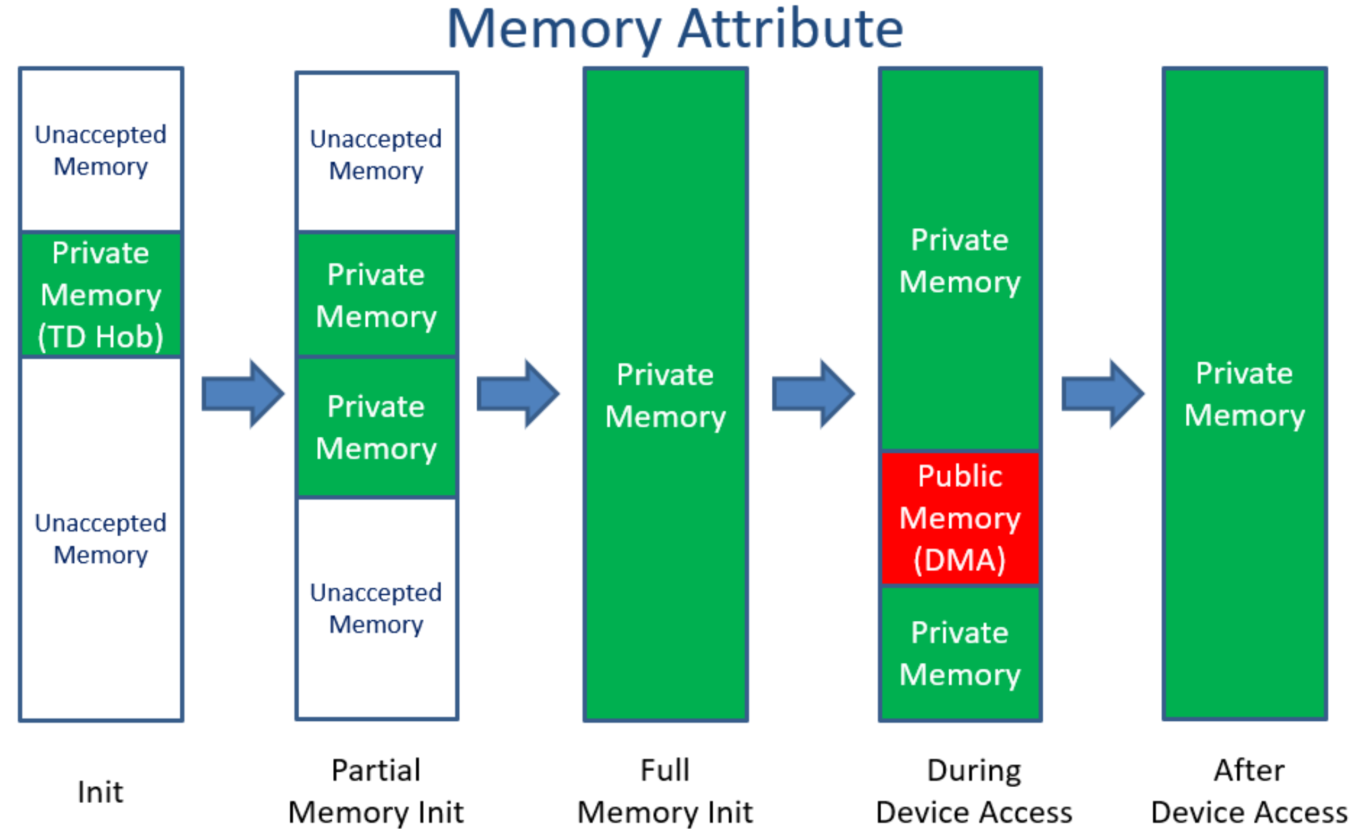 Memory Attribute
Unaccepted
Memory
Private
Memory
(TD Hob)
Unaccepted
Memory
Init
Unaccepted
Memory
Private
Memory
Private
Memory
Unaccepted
Memory
Partial
Memory Init
Private
Memory
Full
Memory Init
Private
Memory
Public
Memory
(DMA)
Private
Memory
During
Device Access
Private
Memory
After
Device Access